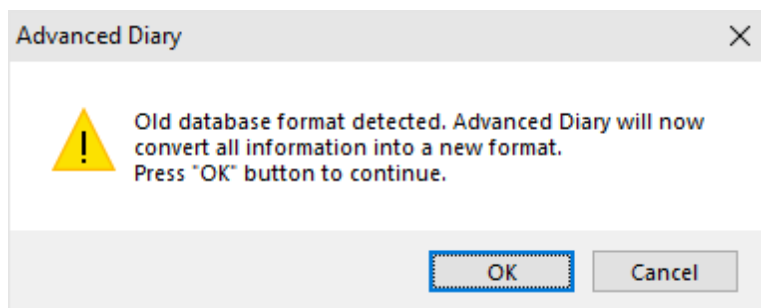 Advanced Diary
Old database format detected. Advanced Diary will now
convert all information into a new format.
Press "OK" button to continue.
OK
Cancel